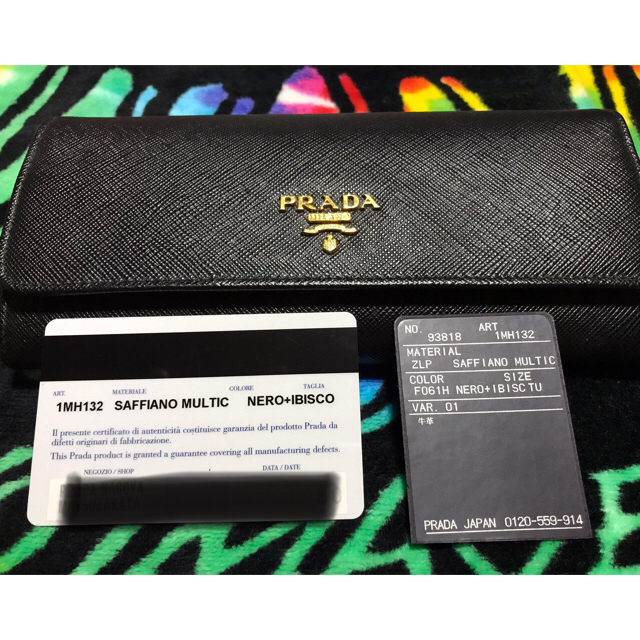 PRADA
MILANO
ART. MATERIALE COLORE TAGLIA
1MH132 SAFFIANO MULTIC NERO+IBISCO
Il presente certificato di autenticità costituisce garanzia del prodotto Prada da
difetti originari di fabbricazione.
This Prada product is granted a guarantee covering all manufacturing defects.
NEGOZIO / SHOP DATA / DATE
NO. 93818 ART 1MH132
MATERIAL
ZLP SAFFIANO MULTIC
COLOR SIZE
F061H NERO+IBISC TU
VAR. 01
牛革
PRADA JAPAN 0120-559-914